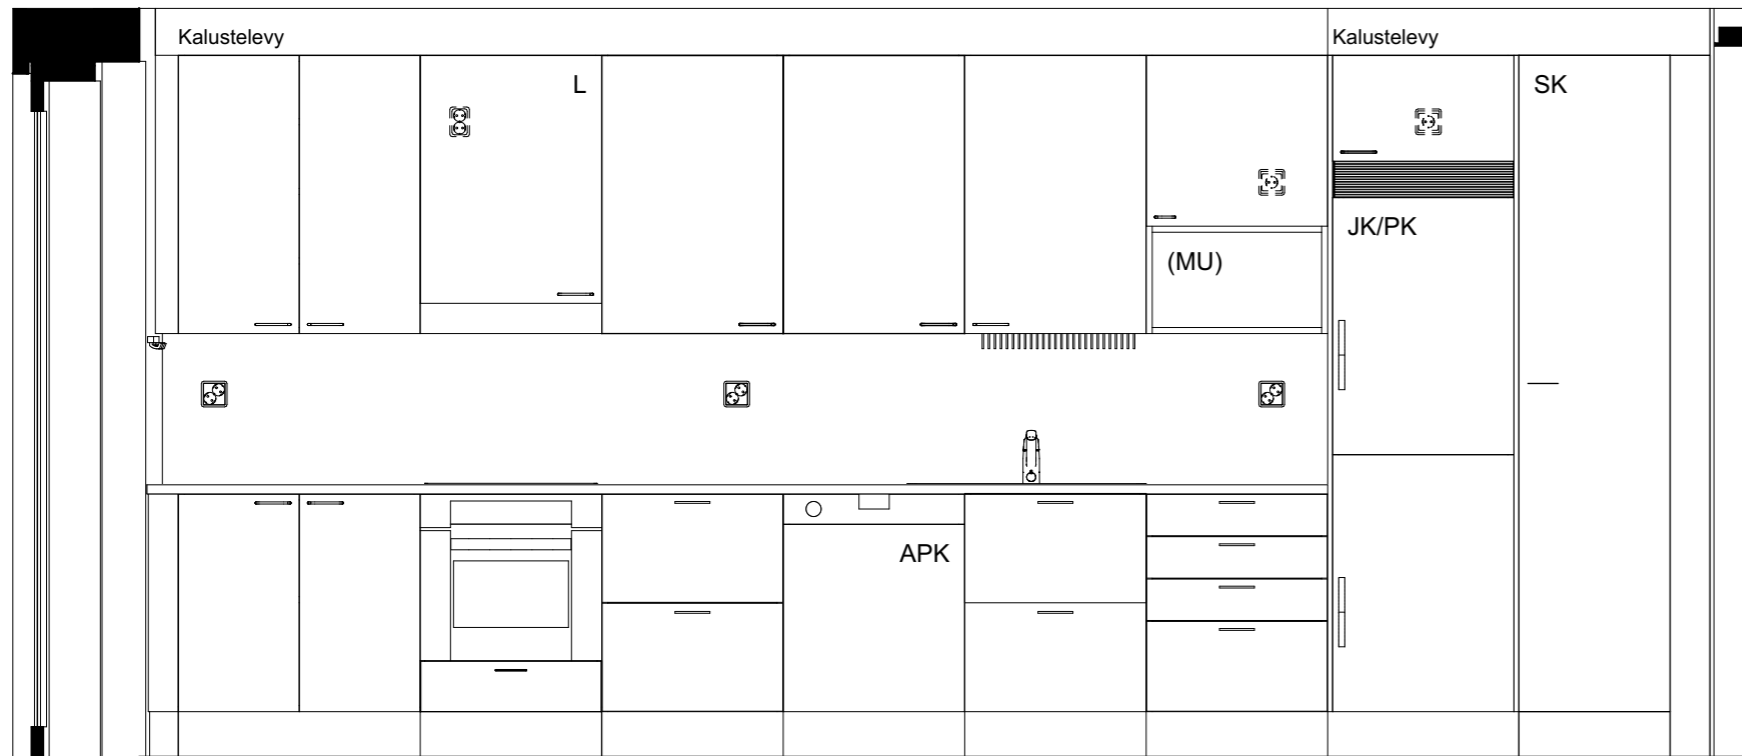 Kalustelevy
Kalustelevy
L
SK
JK/PK
(MU)
APK